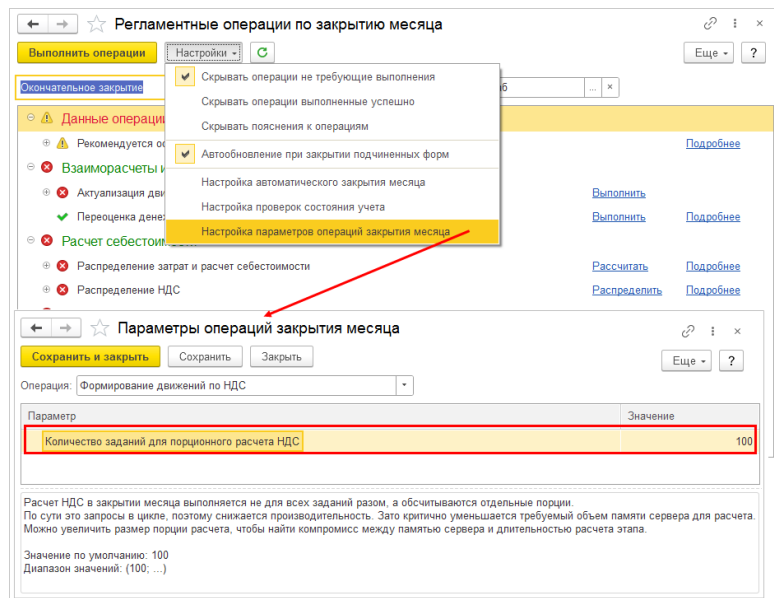 Регламентные операции по закрытию месяца
Выполнить операции Настройки Еще ?
Окончательное закрытие
Скрывать операции не требующие выполнения
Скрывать операции выполненные успешно
Скрывать пояснения к операциям
Автообновление при закрытии подчиненных форм
Настройка автоматического закрытия месяца
Настройка проверок состояния учета
Настройка параметров операций закрытия месяца
Данные операции
Рекомендуется Подробнее
Взаиморасчеты и
Актуализация Выполнить
Переоценка Выполнить Подробнее
Расчет
Распределение затрат и расчет себестоимости Рассчитать Подробнее
Распределение НДС Распределить Подробнее
Параметры операций закрытия месяца
Сохранить и закрыть Сохранить Закрыть Еще ?
Операция: Формирование движений по НДС
Параметр Значение
Количество заданий для порционного расчета НДС 100
Расчет НДС в закрытии месяца выполняется не для всех заданий разом, а обсчитываются отдельные порции.
По сути это запросы в цикле, поэтому снижается производительность. Зато критично уменьшается требуемый объем памяти сервера для расчета.
Можно увеличить размер порции расчета, чтобы найти компромисс между памятью сервера и длительностью расчета этапа.
Значение по умолчанию: 100
Диапазон значений: (100; ...)